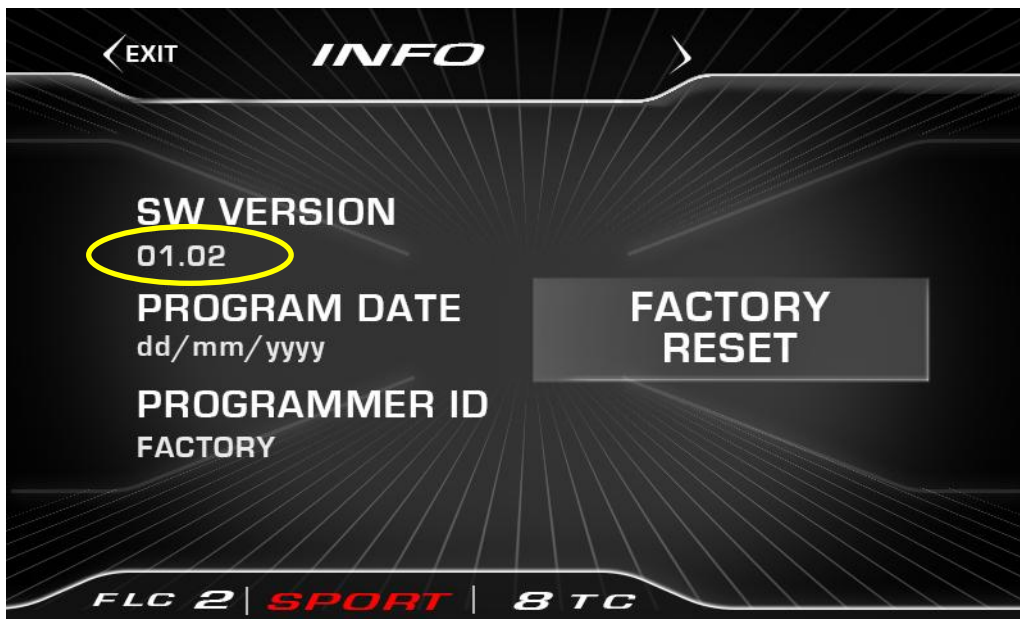 EXIT INFO
SW VERSION
01.02
PROGRAM DATE
dd/mm/yyyy
PROGRAMMER ID
FACTORY
FACTORY
RESET
FLC 2 | SPORT | 8 TC